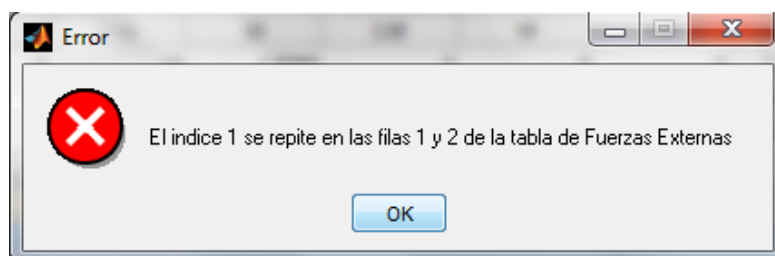 Error
El indice 1 se repite en las filas 1 y 2 de la tabla de Fuerzas Externas
OK